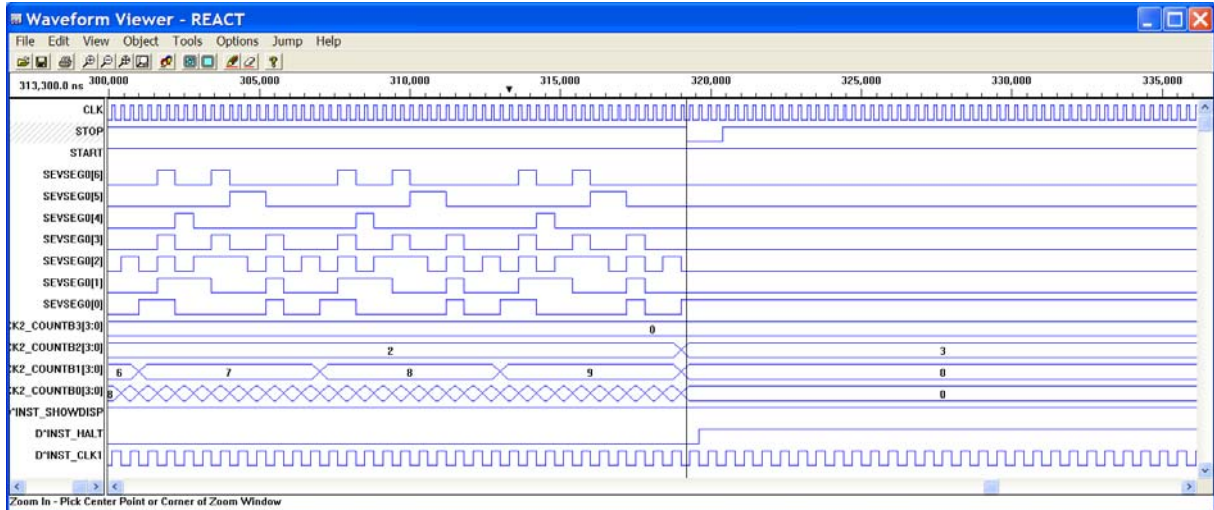 Waveform Viewer - REACT
File Edit View Object Tools Options Jump Help
313,300.0 ns 300,000 305,000 310,000 315,000 320,000 325,000 330,000 335,000
CLK
STOP
START
SEVSEG0[6]
SEVSEG0[5]
SEVSEG0[4]
SEVSEG0[3]
SEVSEG0[2]
SEVSEG0[1]
SEVSEG0[0]
K2_COUNTB3[3:0] 0
K2_COUNTB2[3:0] 2 3
K2_COUNTB1[3:0] 6 7 8 9 0
K2_COUNTB0[3:0] 8 0
D^INST_SHOWDISP
D^INST_HALT
D^INST_CLK1
Zoom In - Pick Center Point or Corner of Zoom Window